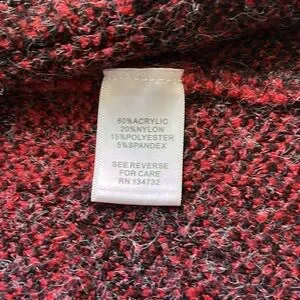 60%ACRYLIC
20%NYLON
15%POLYESTER
5%SPANDEX
SEE REVERSE
FOR CARE
RN 134732